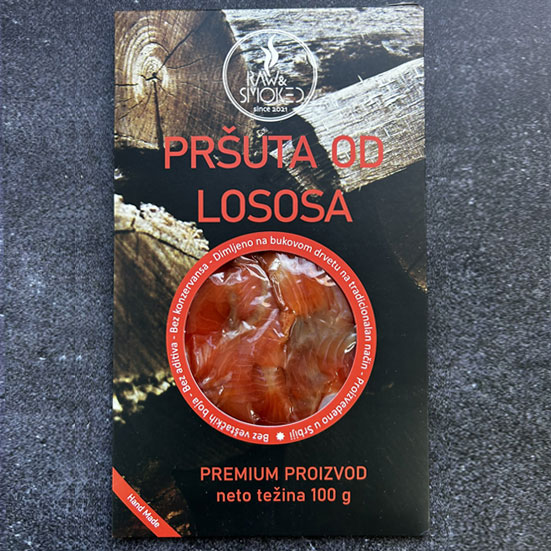 RAW&
SMOKED
since 2021
PRŠUTA OD
LOSOSA
Bez veštačkih boja - Bez aditiva - Bez konzervansa - Dimljeno na bukovom drvetu na tradicionalan način - Proizvedeno u Srbiji
PREMIUM PROIZVOD
neto težina 100 g
Hand Made